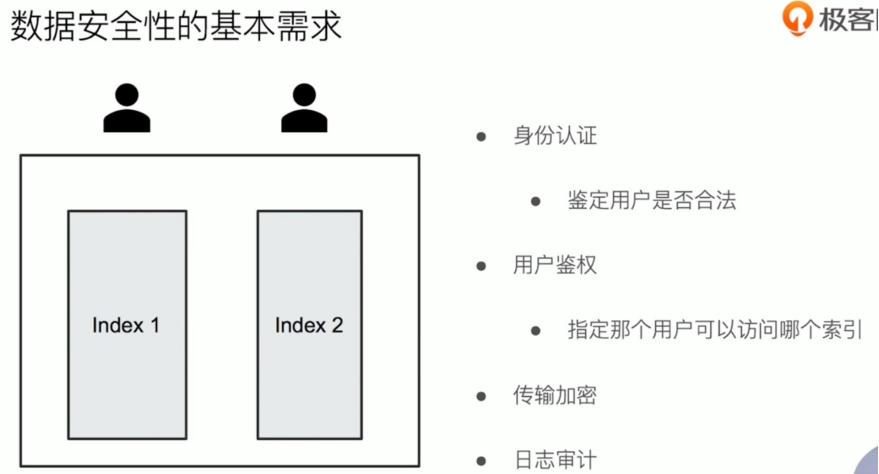 数据安全性的基本需求
极客
Index 1
Index 2
身份认证
鉴定用户是否合法
用户鉴权
指定那个用户可以访问哪个索引
传输加密
日志审计